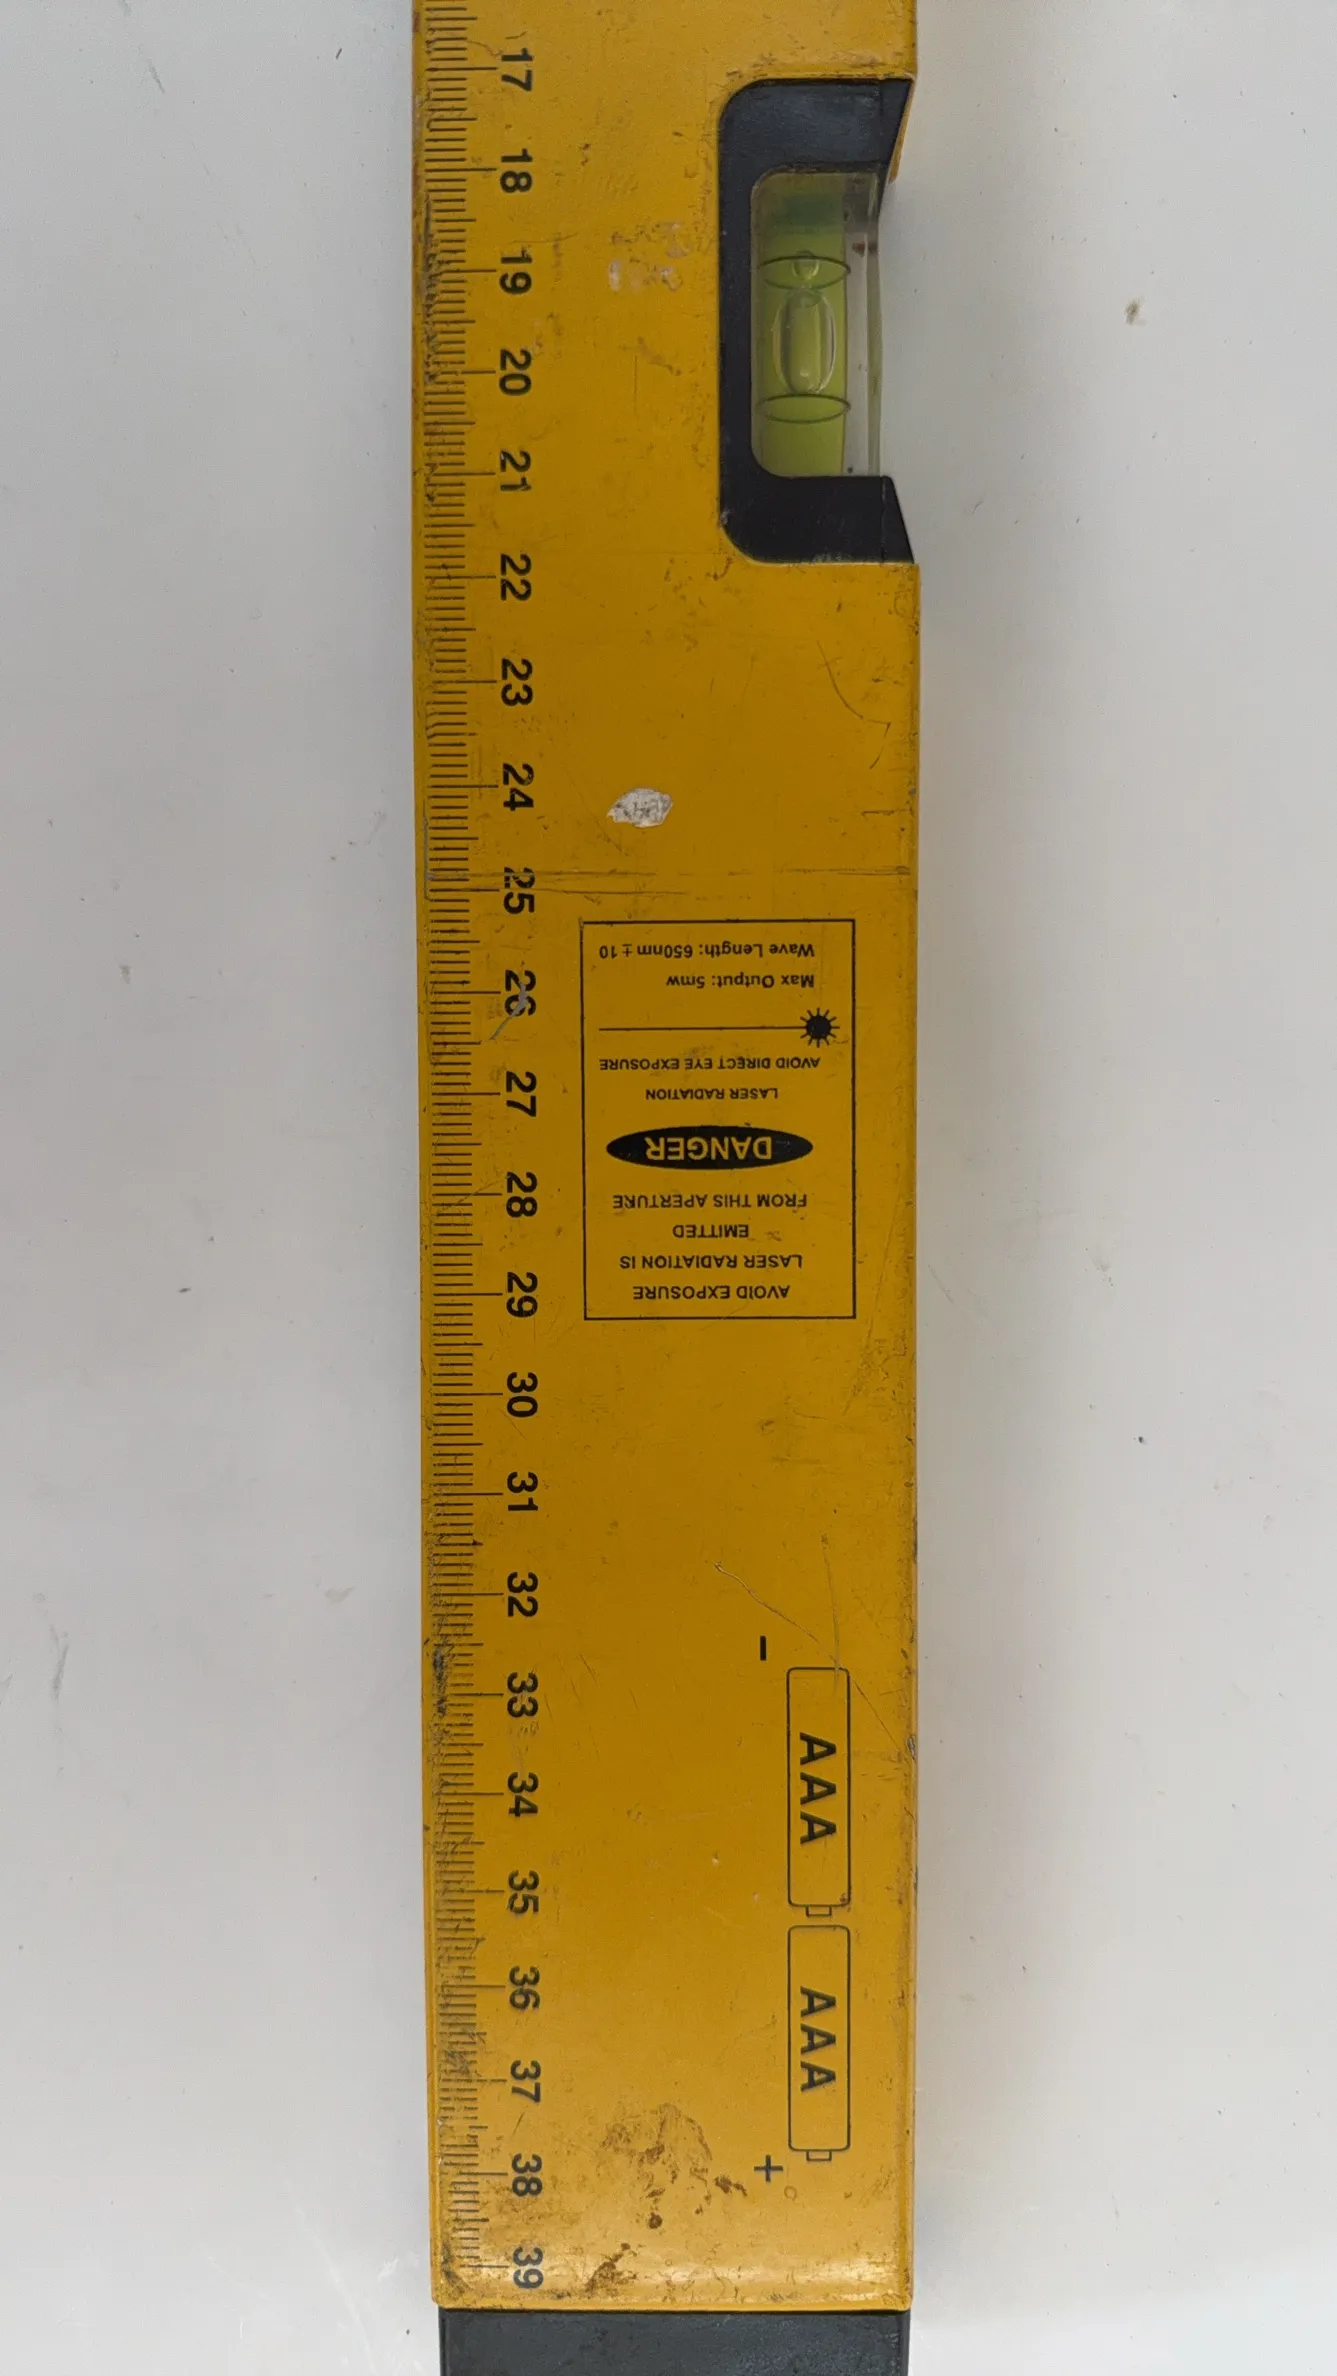 17
18
19
20
21
22
23
24
25
26
27
28
29
30
31
32
33
34
35
36
37
38
39
AVOID EXPOSURE
LASER RADIATION IS
EMITTED
FROM THIS APERTURE
DANGER
LASER RADIATION
AVOID DIRECT EYE EXPOSURE
Max Output: 5mw
Wave Length: 650nm ± 10
- AAA AAA +